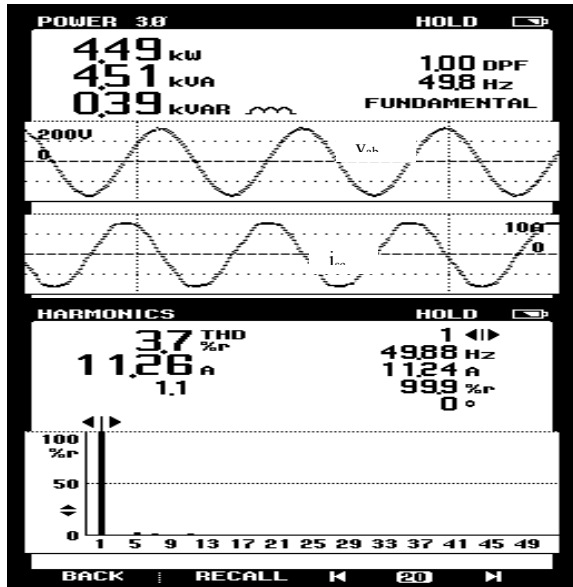 POWER 3.0Ø HOLD
4.49 kW
4.51 kVA 1.00 DPF
0.39 kVAR 49.8 Hz
FUNDAMENTAL
200V
0
10A
0
HARMONICS HOLD
3.7 THD %r 1
11.26 A 49.88 Hz
1.1 11.24 A
99.9 %r
0 °
100
%r
50
0
1 5 9 13 17 21 25 29 33 37 41 45 49
BACK RECALL 20